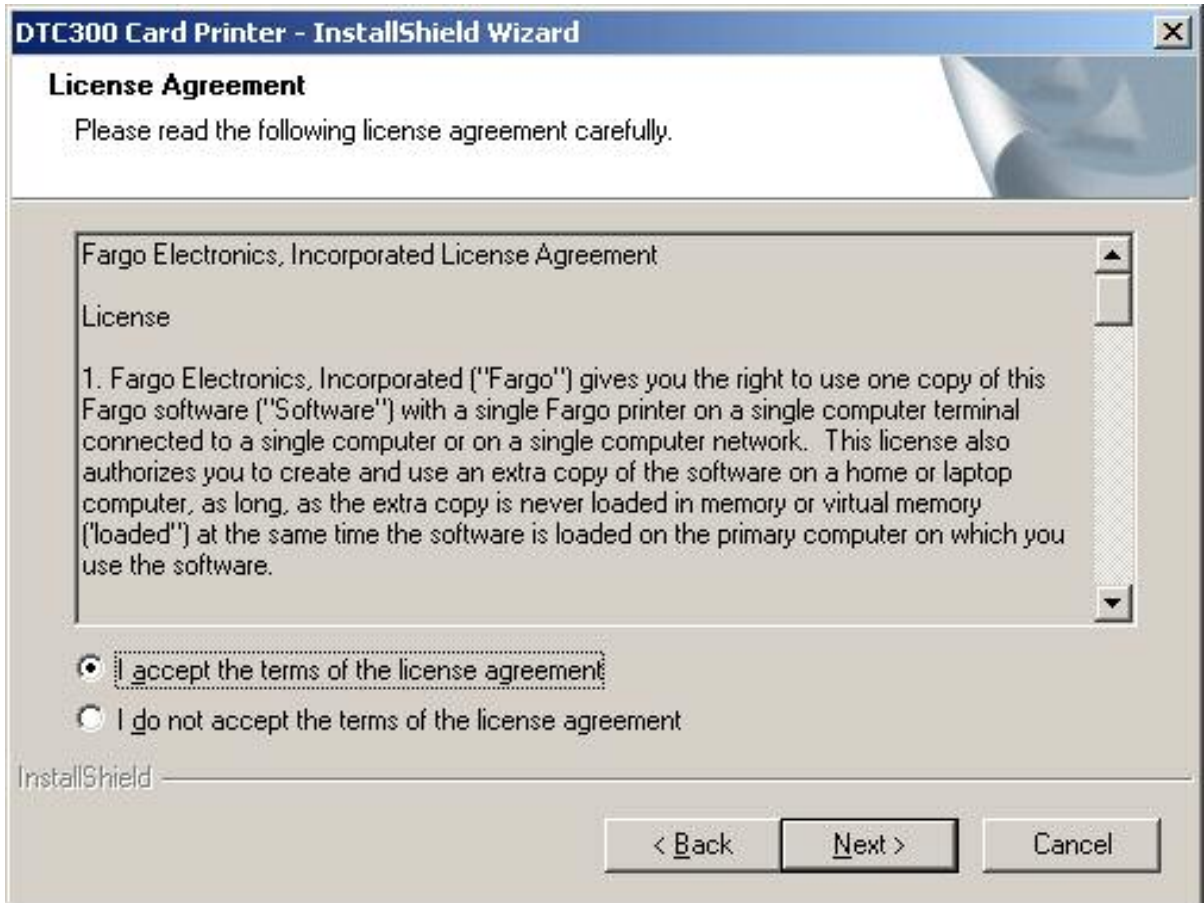 DTC300 Card Printer - InstallShield Wizard
License Agreement
Please read the following license agreement carefully.
Fargo Electronics, Incorporated License Agreement
License
1. Fargo Electronics, Incorporated ("Fargo") gives you the right to use one copy of this
Fargo software ("Software") with a single Fargo printer on a single computer terminal
connected to a single computer or on a single computer network.  This license also
authorizes you to create and use an extra copy of the software on a home or laptop
computer, as long, as the extra copy is never loaded in memory or virtual memory
('loaded") at the same time the software is loaded on the primary computer on which you
use the software.
I accept the terms of the license agreement
I do not accept the terms of the license agreement
InstallShield
< Back Next > Cancel